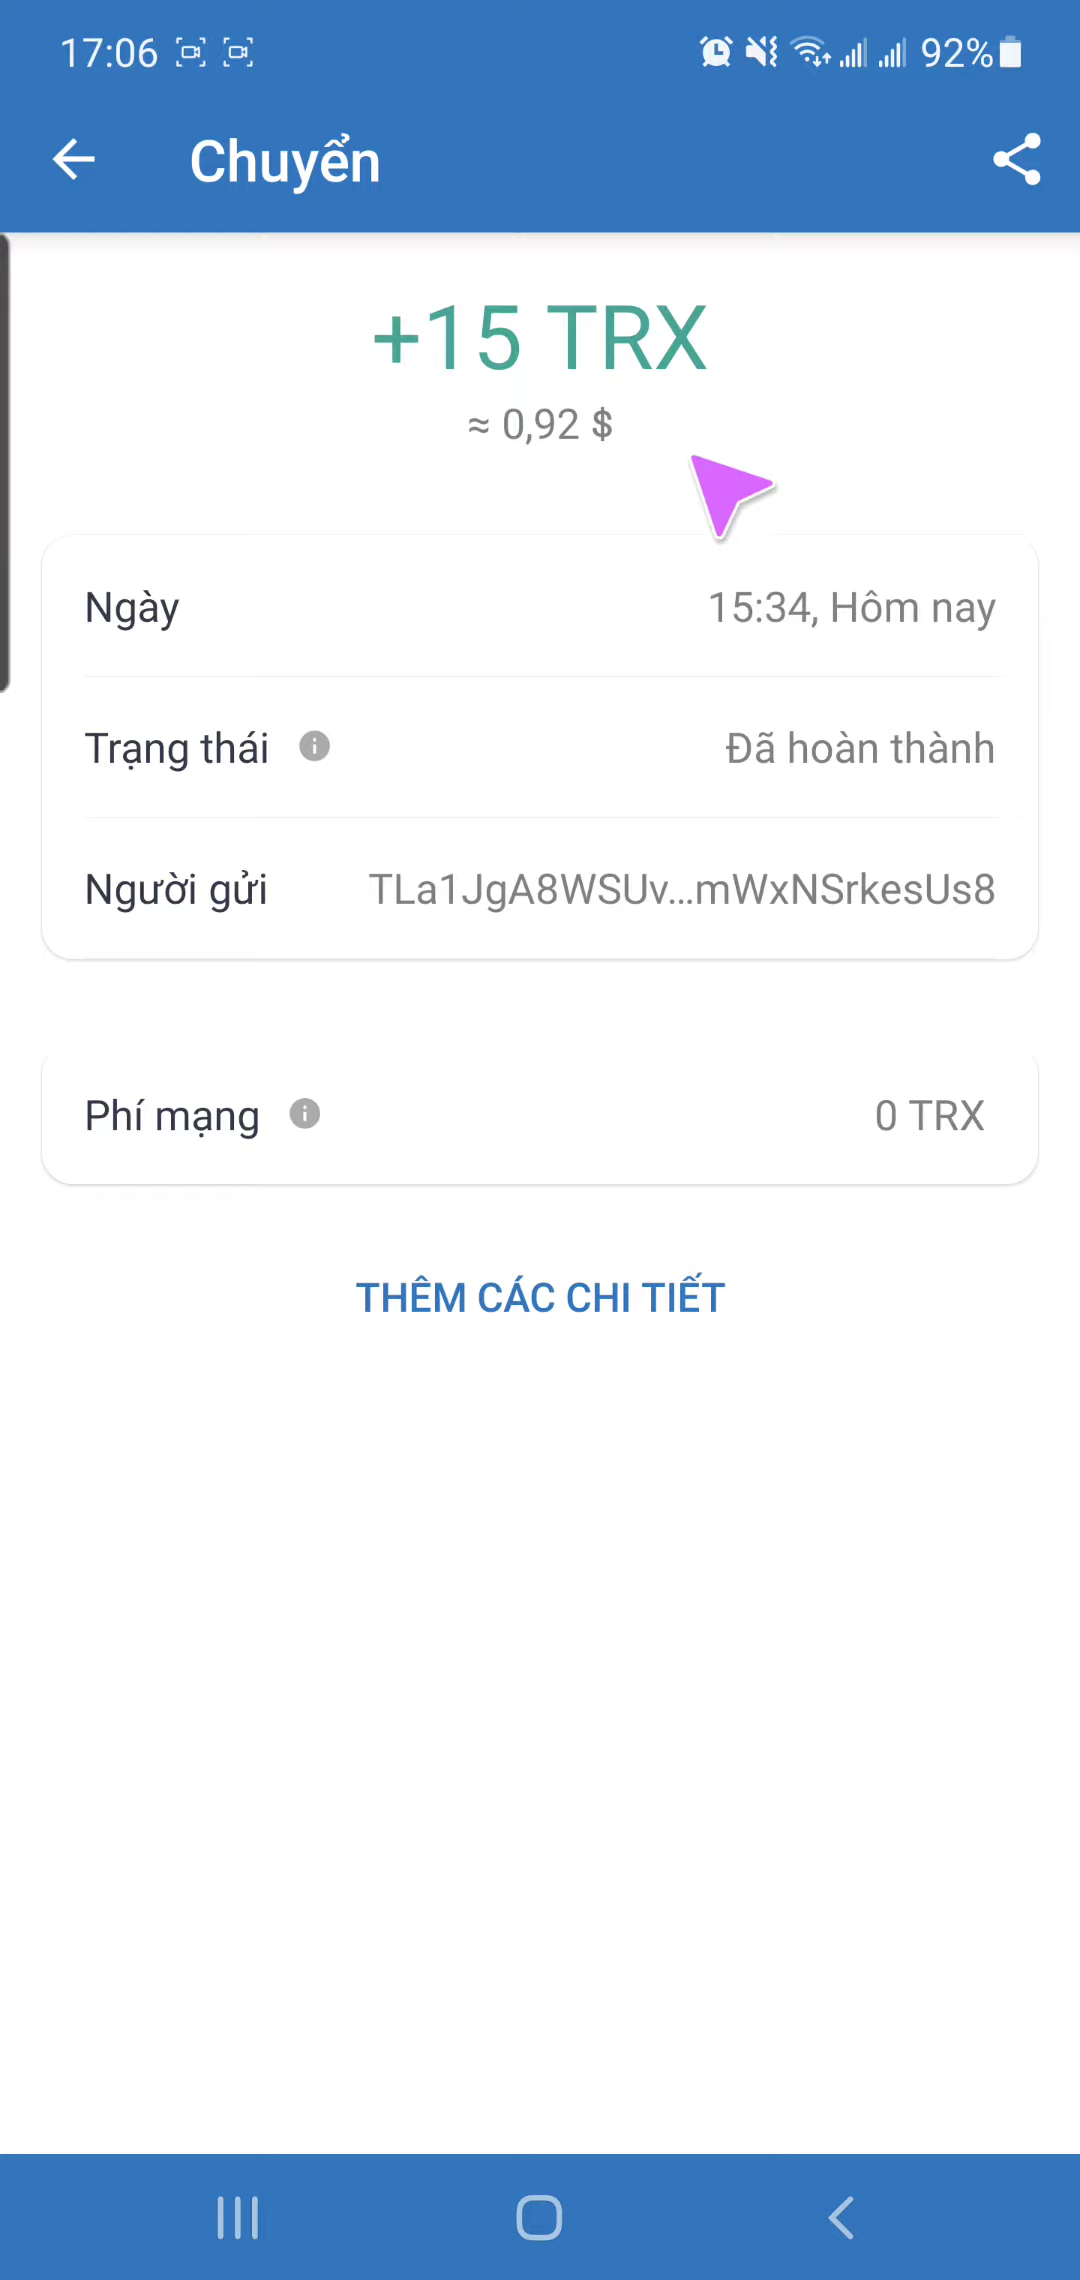 17:06 92%
Chuyển
+15 TRX
≈ 0,92 $
Ngày 15:34, Hôm nay
Trạng thái Đã hoàn thành
Người gửi TLa1JgA8WSUv...mWxNSrkesUs8
Phí mạng 0 TRX
THÊM CÁC CHI TIẾT